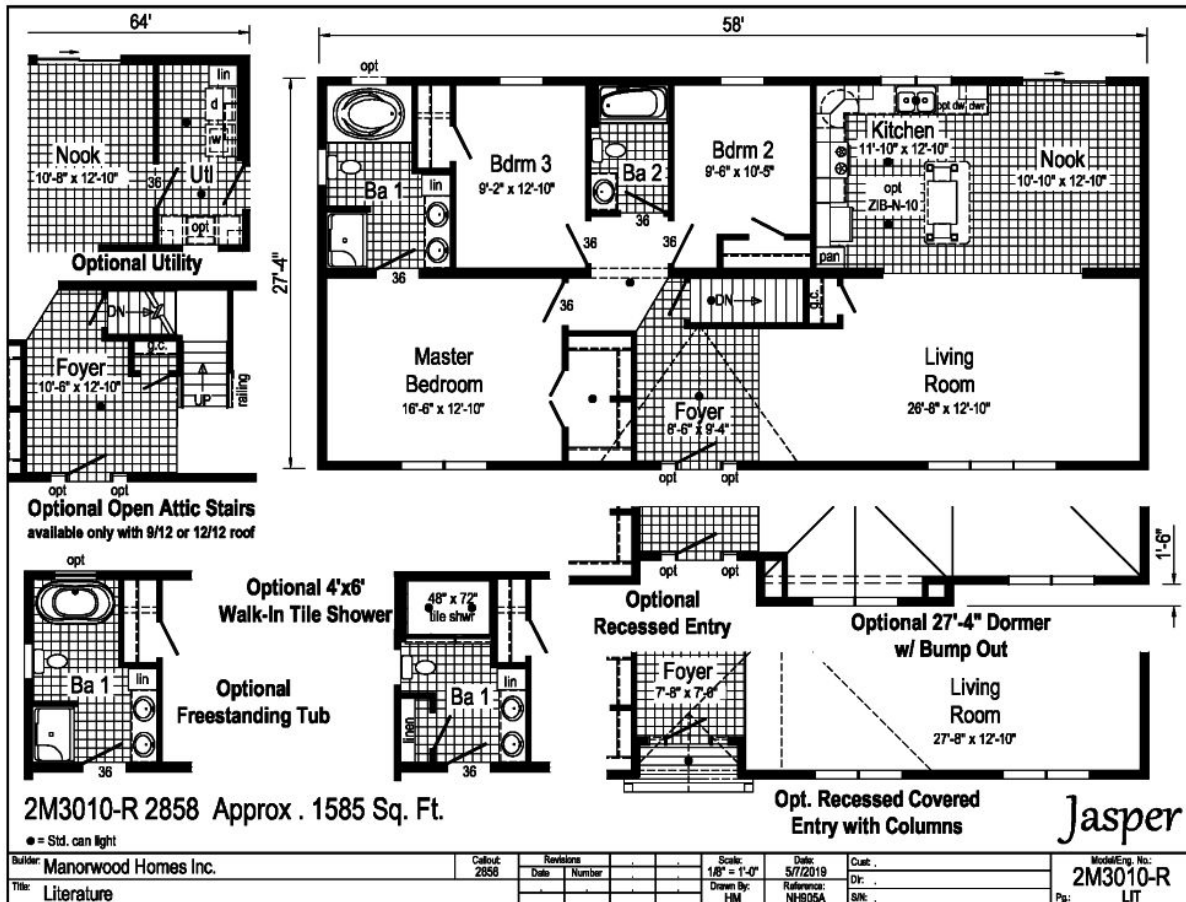 64'
58'
27'-4"
lin
d
w
Nook
10'-8" x 12'-10"
36
Utl
opt
Optional Utility
DN
g.c.
Foyer
10'-6" x 12'-10"
UP
railing
opt
opt
Optional Open Attic Stairs
available only with 9/12 or 12/12 roof
opt
Ba 1
lin
36
Bdrm 3
9'-2" x 12'-10"
36
Ba 2
36
36
Bdrm 2
9'-6" x 10'-5"
opt dw
dwr
Kitchen
11'-10" x 12'-10"
opt
ZIB-N-10
pan
Nook
10'-10" x 12'-10"
36
Master
Bedroom
16'-6" x 12'-10"
DN
g.c.
Foyer
8'-6" x 9'-4"
opt
opt
Living
Room
26'-8" x 12'-10"
opt
Ba 1
lin
36
Optional
Freestanding Tub
Optional 4'x6'
Walk-In Tile Shower
48" x 72"
tile shwr
Ba 1
lin
linen
36
opt
opt
Optional
Recessed Entry
1'-6"
Optional 27'-4" Dormer
w/ Bump Out
Foyer
7'-8" x 7'-6"
Living
Room
27'-8" x 12'-10"
Opt. Recessed Covered
Entry with Columns
2M3010-R 2858 Approx . 1585 Sq. Ft.
● = Std. can light
Jasper
Builder: Manorwood Homes Inc.
Title: Literature
Callout:
2858
Revisions
Date Number
Scale:
1/8" = 1'-0"
Drawn By:
HM
Date:
5/7/2019
Reference:
NH905A
Cust: .
Dir: .
S/N: .
Model/Eng. No.:
2M3010-R
Pg.: LIT